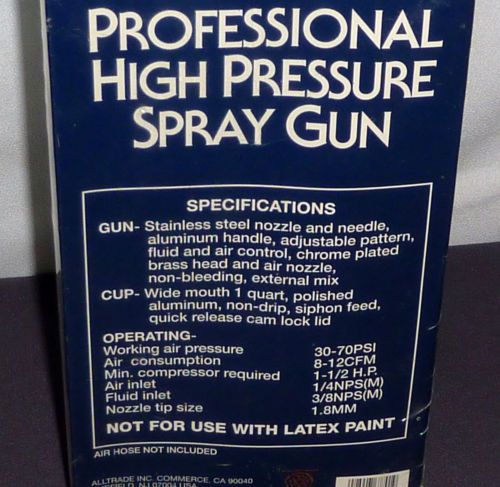 PROFESSIONAL
HIGH PRESSURE
SPRAY GUN
SPECIFICATIONS
GUN- Stainless steel nozzle and needle,
aluminum handle, adjustable pattern,
fluid and air control, chrome plated
brass head and air nozzle,
non-bleeding, external mix
CUP- Wide mouth 1 quart, polished
aluminum, non-drip, siphon feed,
quick release cam lock lid
OPERATING-
Working air pressure 30-70PSI
Air consumption 8-12CFM
Min. compressor required 1-1/2 H.P.
Air inlet 1/4NPS(M)
Fluid inlet 3/8NPS(M)
Nozzle tip size 1.8MM
NOT FOR USE WITH LATEX PAINT
AIR HOSE NOT INCLUDED
ALLTRADE INC. COMMERCE, CA 90040
NJ 07004 USA